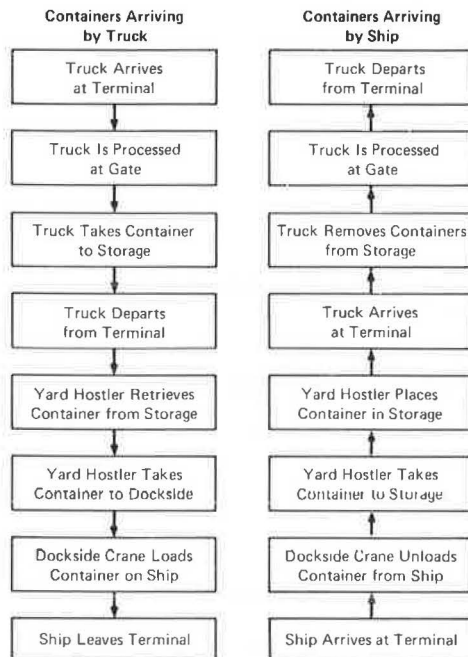 Containers Arriving
by Truck
Truck Arrives
at Terminal
Truck Is Processed
at Gate
Truck Takes Container
to Storage
Truck Departs
from Terminal
Yard Hostler Retrieves
Container from Storage
Yard Hostler Takes
Container to Dockside
Dockside Crane Loads
Container on Ship
Ship Leaves Terminal
Containers Arriving
by Ship
Truck Departs
from Terminal
Truck Is Processed
at Gate
Truck Removes Containers
from Storage
Truck Arrives
at Terminal
Yard Hostler Places
Container in Storage
Yard Hostler Takes
Container to Storage
Dockside Crane Unloads
Container from Ship
Ship Arrives at Terminal